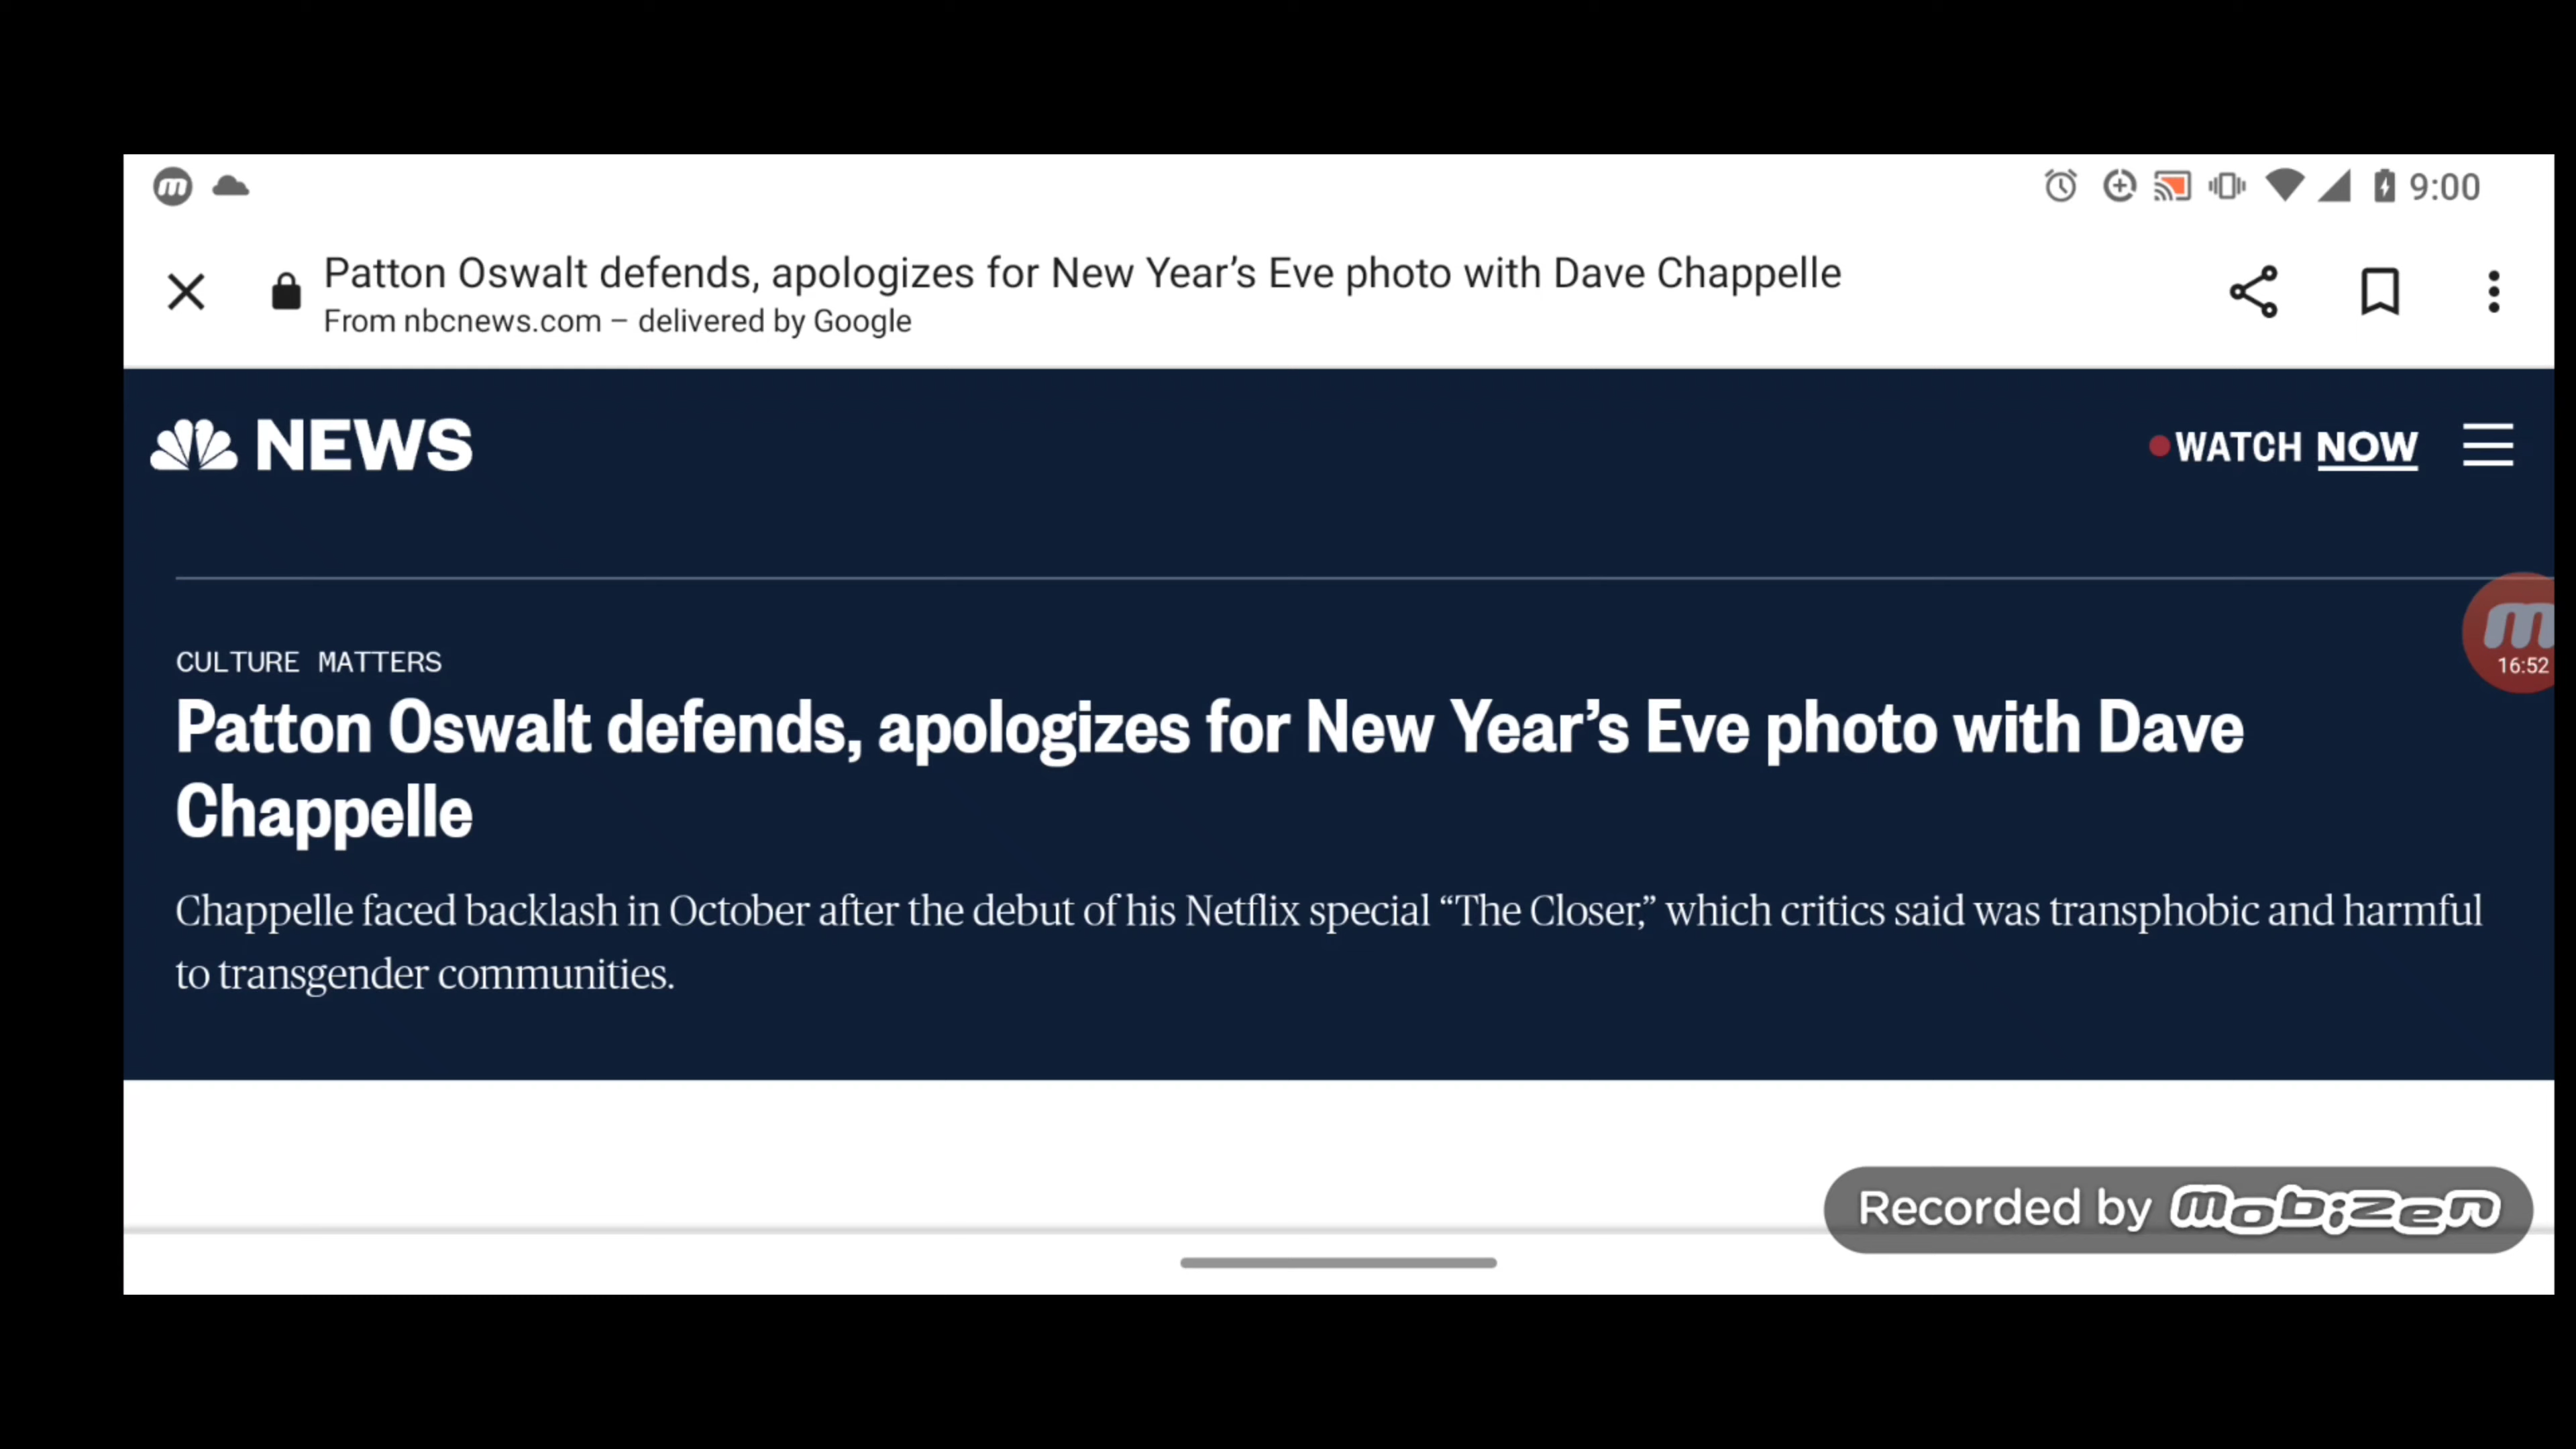 9:00
Patton Oswalt defends, apologizes for New Year’s Eve photo with Dave Chappelle
From nbcnews.com – delivered by Google
NEWS
WATCH NOW
CULTURE MATTERS
m
16:52
Patton Oswalt defends, apologizes for New Year’s Eve photo with Dave
Chappelle
Chappelle faced backlash in October after the debut of his Netflix special “The Closer,” which critics said was transphobic and harmful
to transgender communities.
Recorded by mobizen